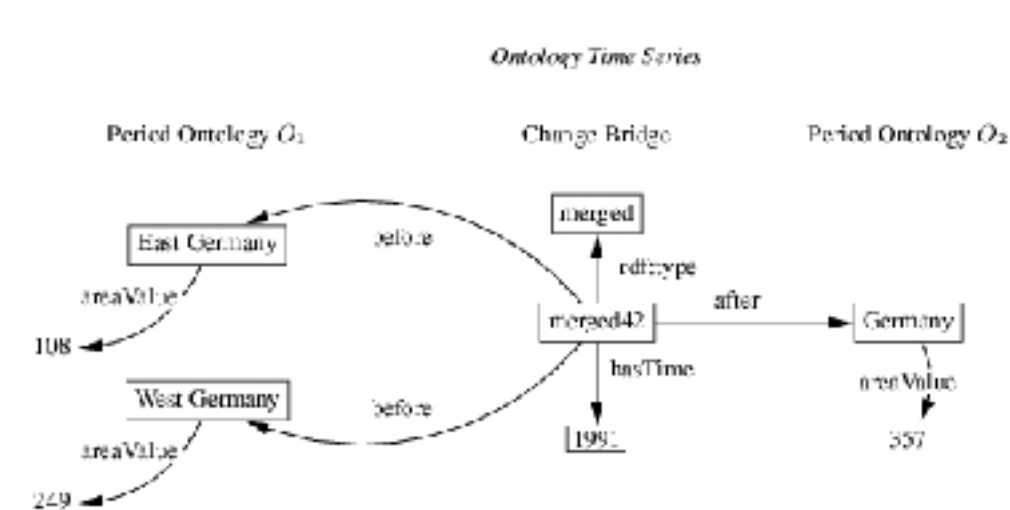 Ontology Time Series
Period Ontology O₁
Change Bridge
Period Ontology O₂
merged
East Germany
before
rdf:type
areaValue
after
merged42
Germany
108
hasTime
areaValue
West Germany
before
1991
357
areaValue
249